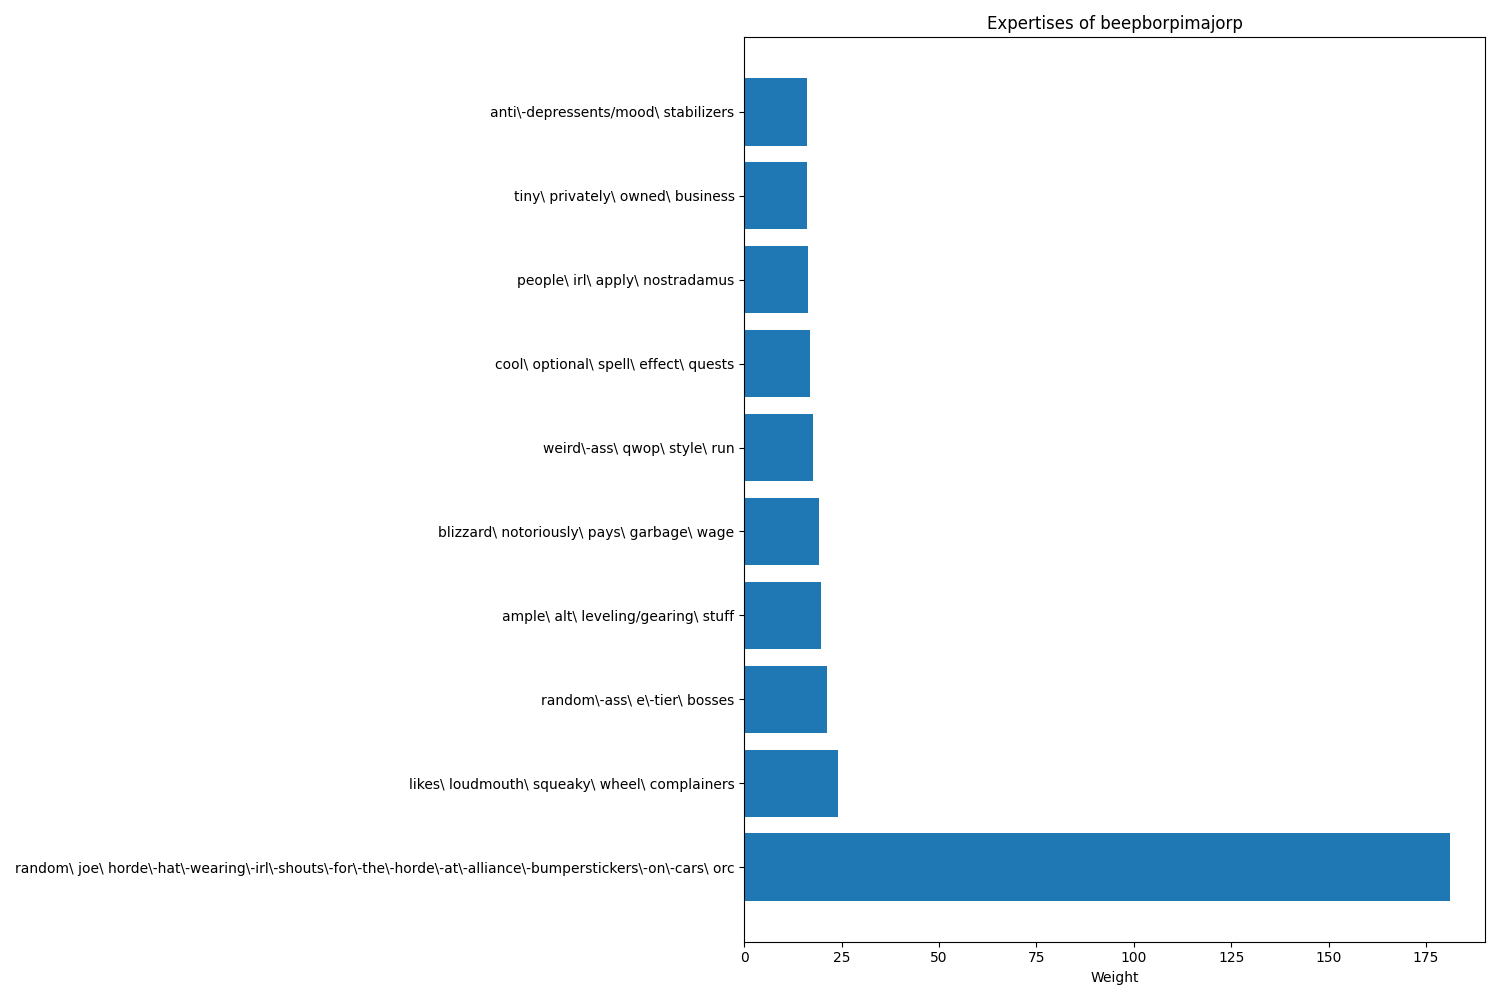 Expertises of beepborpimajorp
anti\-depressents/mood\ stabilizers
tiny\ privately\ owned\ business
people\ irl\ apply\ nostradamus
cool\ optional\ spell\ effect\ quests
weird\-ass\ qwop\ style\ run
blizzard\ notoriously\ pays\ garbage\ wage
ample\ alt\ leveling/gearing\ stuff
random\-ass\ e\-tier\ bosses
likes\ loudmouth\ squeaky\ wheel\ complainers
random\ joe\ horde\-hat\-wearing\-irl\-shouts\-for\-the\-horde\-at\-alliance\-bumperstickers\-on\-cars\ orc
0 25 50 75 100 125 150 175
Weight